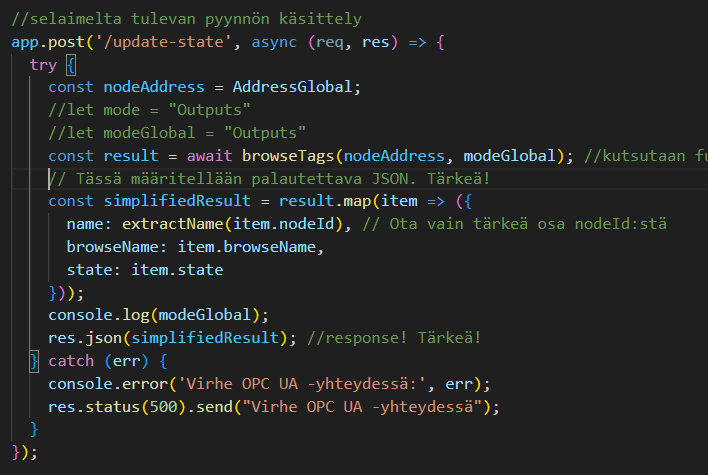 //selaimelta tulevan pyynnön käsittely
app.post('/update-state', async (req, res) => {
try {
const nodeAddress = AddressGlobal;
//let mode = "Outputs"
//let modeGlobal = "Outputs"
const result = await browseTags(nodeAddress, modeGlobal); //kutsutaan
// Tässä määritellään palautettava JSON. Tärkeä!
const simplifiedResult = result.map(item => ({
name: extractName(item.nodeId), // Ota vain tärkeä osa nodeId:stä
browseName: item.browseName,
state: item.state
}));
console.log(modeGlobal);
res.json(simplifiedResult); //response! Tärkeä!
} catch (err) {
console.error('Virhe OPC UA -yhteydessä:', err);
res.status(500).send("Virhe OPC UA -yhteydessä");
}
});